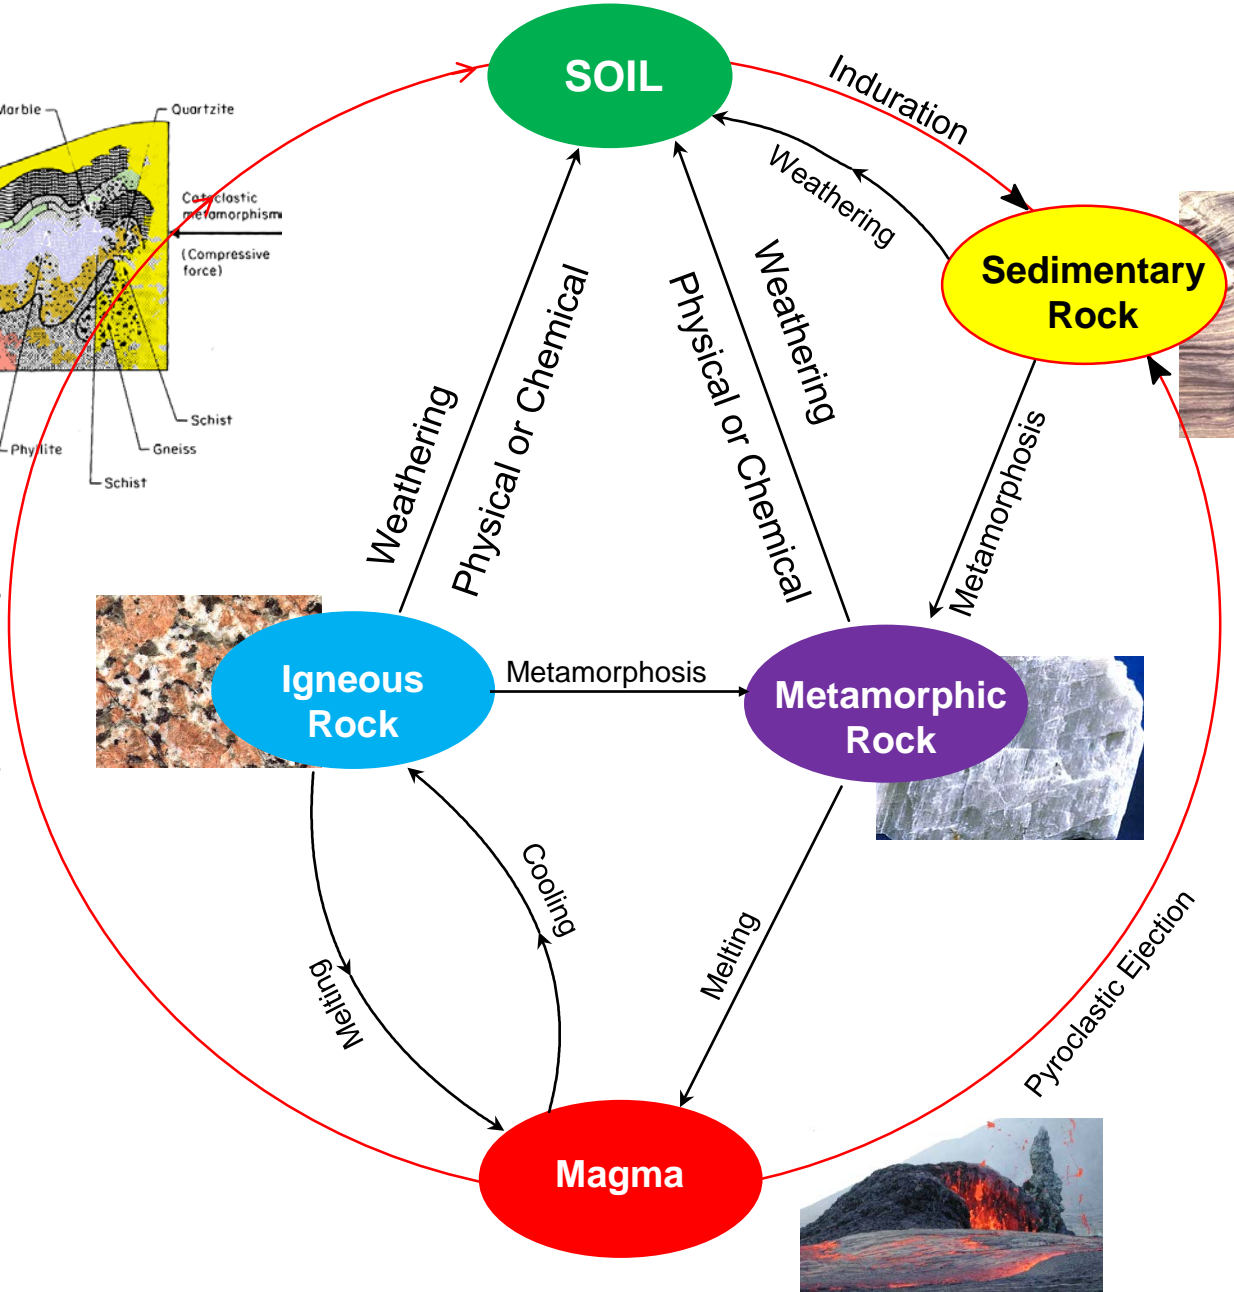 SOIL
Induration
Marble
Quartzite
Weathering
Cataclastic
metamorphism
(Compressive
force)
Sedimentary
Rock
Weathering
Physical or Chemical
Weathering
Physical or Chemical
Schist
Phyllite
Gneiss
Schist
Metamorphosis
Igneous
Rock
Metamorphosis
Metamorphic
Rock
Cooling
Melting
Melting
Pyroclastic Ejection
Magma